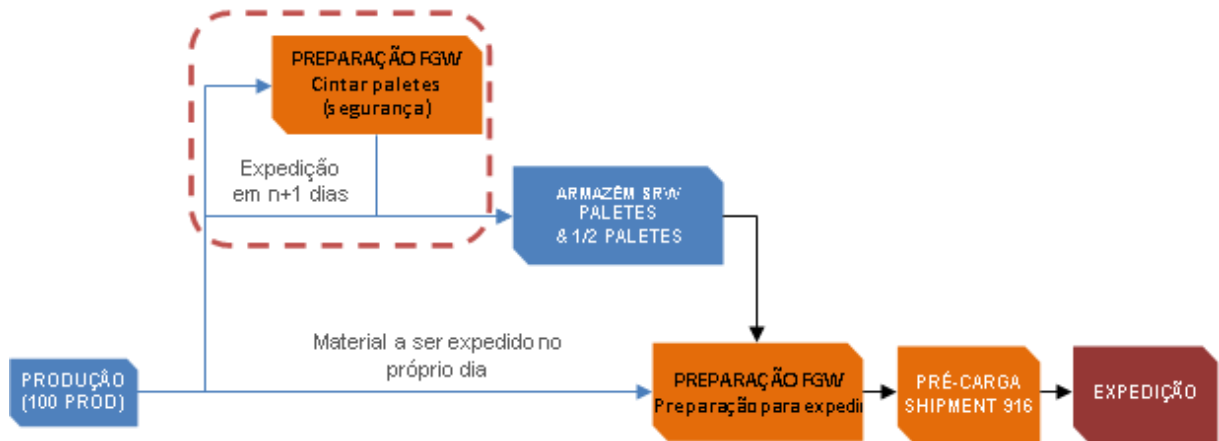 PREPARAÇÃO FGW
Cintar paletes
(segurança)
Expedição
em n+1 dias
ARMAZÉM SRW
PALETES
& 1/2 PALETES
Material a ser expedido no
próprio dia
PRODUÇÃO
(100 PROD)
PREPARAÇÃO FGW
Preparação para expedi
PRÉ-CARGA
SHIPMENT 916
EXPEDIÇÃO